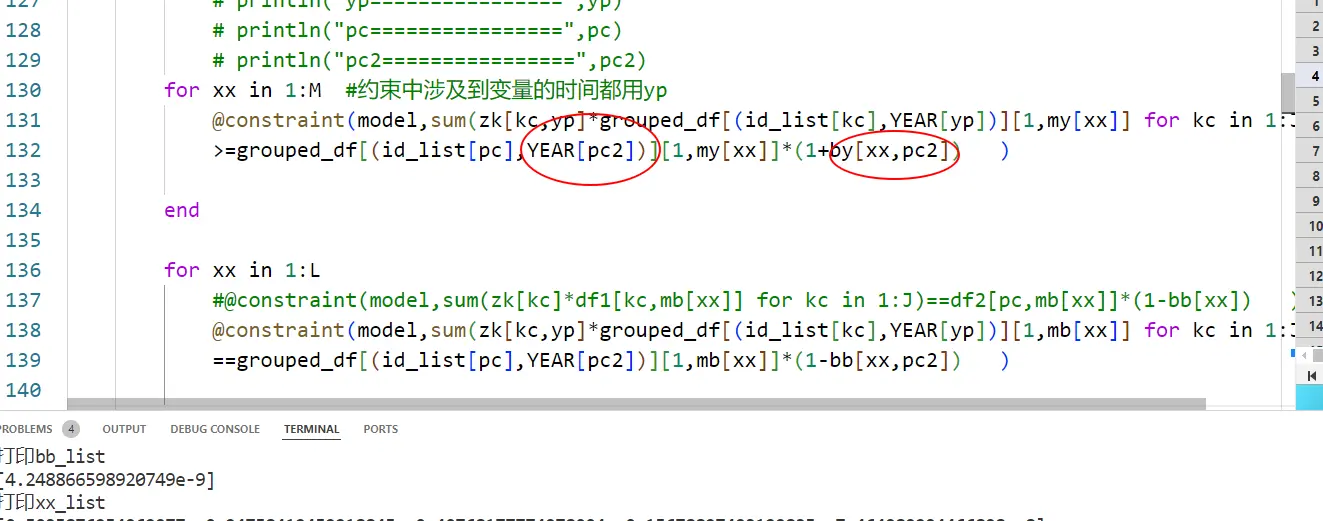 127 # println("yp================",yp)
128 # println("pc================",pc)
129 # println("pc2================",pc2)
130 for xx in 1:M #约束中涉及到变量的时间都用yp
131 @constraint(model,sum(zk[kc,yp]*grouped_df[(id_list[kc],YEAR[yp])][1,my[xx]] for kc in 1:J
132 >=grouped_df[(id_list[pc],YEAR[pc2])][1,my[xx]]*(1+by[xx,pc2]) )
133
134 end
135
136 for xx in 1:L
137 #@constraint(model,sum(zk[kc]*df1[kc,mb[xx]] for kc in 1:J)==df2[pc,mb[xx]]*(1-bb[xx]) )
138 @constraint(model,sum(zk[kc,yp]*grouped_df[(id_list[kc],YEAR[yp])][1,mb[xx]] for kc in 1:J
139 ==grouped_df[(id_list[pc],YEAR[pc2])][1,mb[xx]]*(1-bb[xx,pc2]) )
140
2
3
4
5
6
7
8
9
10
11
12
13
14
PROBLEMS 4 OUTPUT DEBUG CONSOLE TERMINAL PORTS
打印bb_list
[4.248866598920749e-9]
打印xx_list